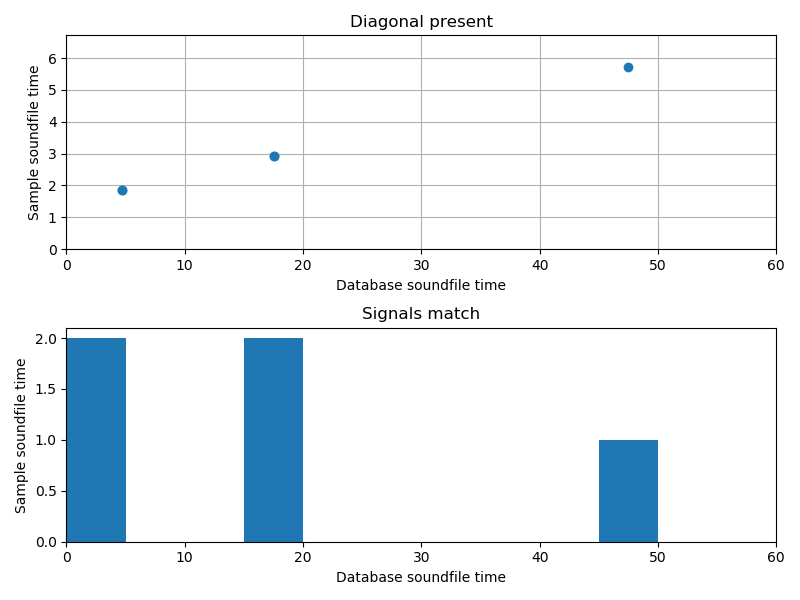 Diagonal present
6
5
4
3
2
1
0
Sample soundfile time
0 10 20 30 40 50 60
Database soundfile time
Signals match
2.0
1.5
1.0
0.5
0.0
Sample soundfile time
0 10 20 30 40 50 60
Database soundfile time